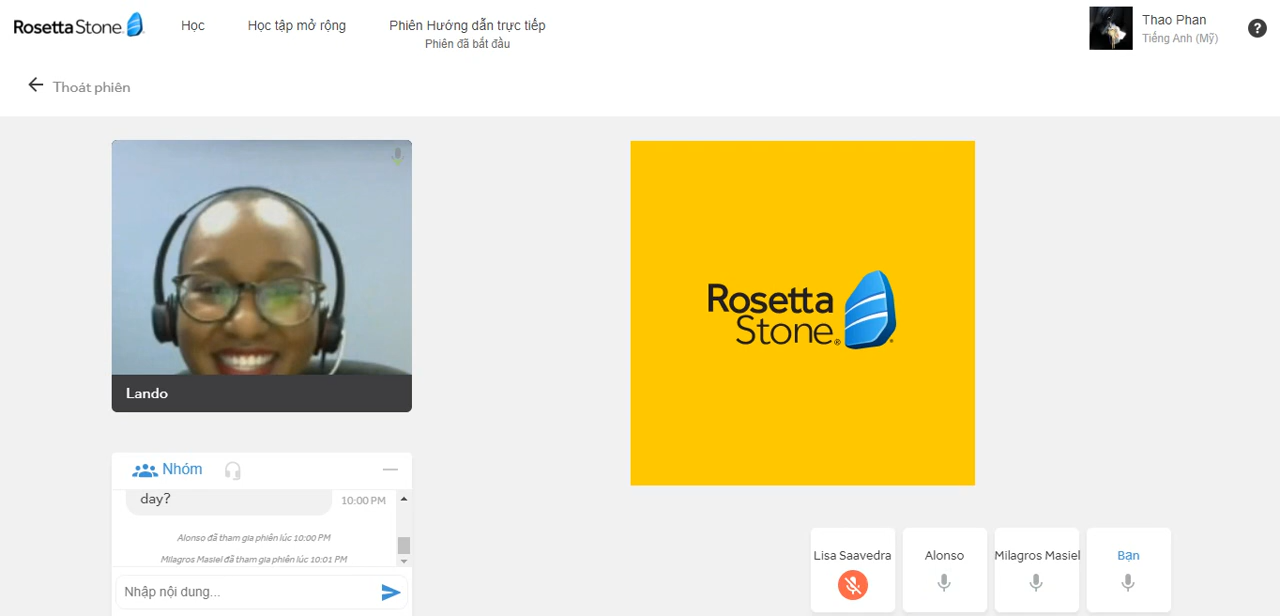 Rosetta Stone
Học
Học tập mở rộng
Phiên Hướng dẫn trực tiếp
Phiên đã bắt đầu
Thao Phan
Tiếng Anh (Mỹ)
?
Thoát phiên
Lando
Rosetta
Stone®
Nhóm
day?
10:00 PM
Alonso đã tham gia phiên lúc 10:00 PM
Milagros Masiel đã tham gia phiên lúc 10:01 PM
Nhập nội dung...
Lisa Saavedra
Alonso
Milagros Masiel
Bạn